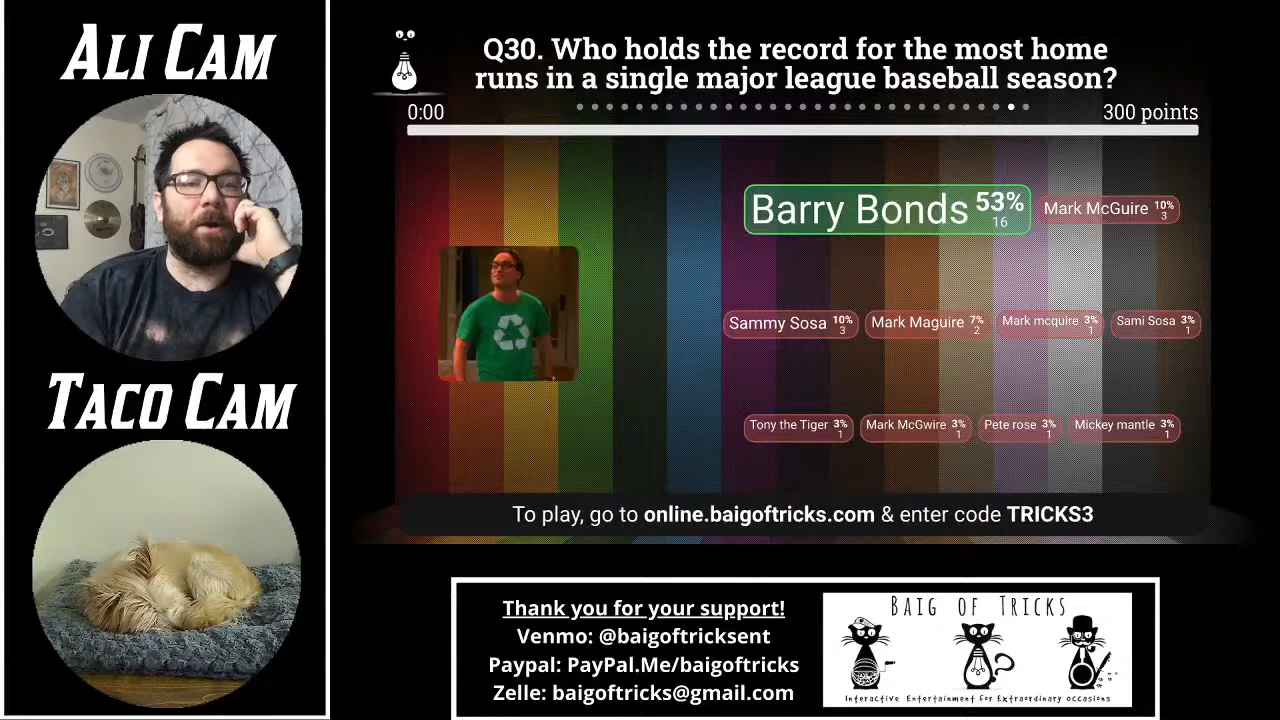 ALI CAM
TACO CAM
Q30. Who holds the record for the most home
runs in a single major league baseball season?
0:00
300 points
Barry Bonds 53% 16
Mark McGuire 10% 3
Sammy Sosa 10% 3
Mark Maguire 7% 2
Mark mcquire 3% 1
Sami Sosa 3% 1
Tony the Tiger 3% 1
Mark McGwire 3% 1
Pete rose 3% 1
Mickey mantle 3% 1
To play, go to online.baigoftricks.com & enter code TRICKS3
Thank you for your support!
Venmo: @baigoftricksent
Paypal: PayPal.Me/baigoftricks
Zelle: baigoftricks@gmail.com
BAIG OF TRICKS
Interactive Entertainment for Extraordinary occasions